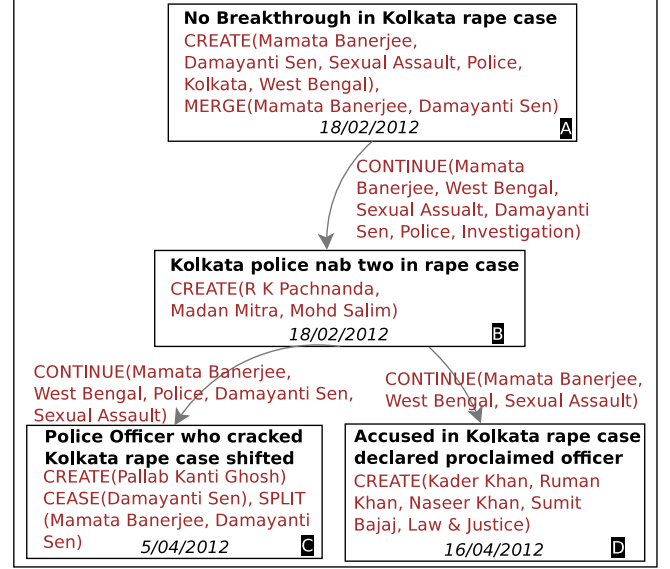 No Breakthrough in Kolkata rape case
CREATE(Mamata Banerjee,
Damayanti Sen, Sexual Assault, Police,
Kolkata, West Bengal),
MERGE(Mamata Banerjee, Damayanti Sen)
18/02/2012
A
CONTINUE(Mamata
Banerjee, West Bengal,
Sexual Assualt, Damayanti
Sen, Police, Investigation)
Kolkata police nab two in rape case
CREATE(R K Pachnanda,
Madan Mitra, Mohd Salim)
18/02/2012
B
CONTINUE(Mamata Banerjee,
West Bengal, Police, Damayanti Sen,
Sexual Assault)
CONTINUE(Mamata Banerjee,
West Bengal, Sexual Assault)
Police Officer who cracked
Kolkata rape case shifted
CREATE(Pallab Kanti Ghosh)
CEASE(Damayanti Sen), SPLIT
(Mamata Banerjee, Damayanti
Sen)
5/04/2012
C
Accused in Kolkata rape case
declared proclaimed officer
CREATE(Kader Khan, Ruman
Khan, Naseer Khan, Sumit
Bajaj, Law & Justice)
16/04/2012
D